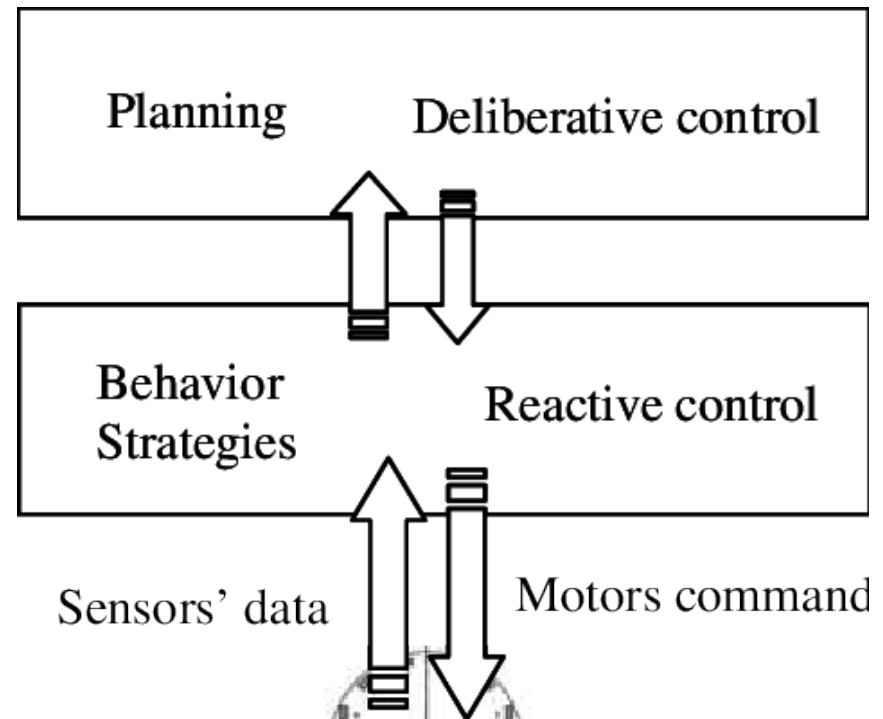 Planning
Deliberative control
Behavior
Strategies
Reactive control
Sensors’ data
Motors command